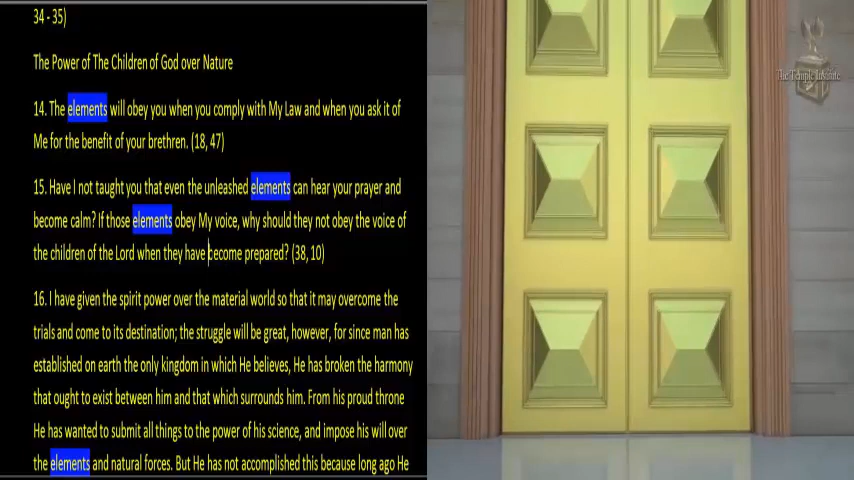 34 - 35)
The Power of The Children of God over Nature
14. The elements will obey you when you comply with My Law and when you ask it of
Me for the benefit of your brethren. (18, 47)
15. Have I not taught you that even the unleashed elements can hear your prayer and
become calm? If those elements obey My voice, why should they not obey the voice of
the children of the Lord when they have become prepared? (38, 10)
16. I have given the spirit power over the material world so that it may overcome the
trials and come to its destination; the struggle will be great, however, for since man has
established on earth the only kingdom in which He believes, He has broken the harmony
that ought to exist between him and that which surrounds him. From his proud throne
He has wanted to submit all things to the power of his science, and impose his will over
the elements and natural forces. But He has not accomplished this because long ago He
The Temple Institute